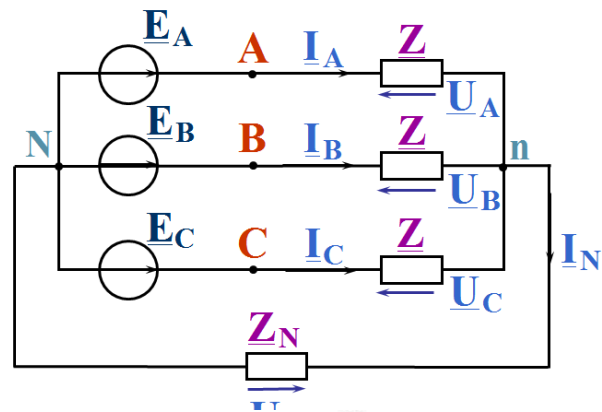 E_A A I_A Z
U_A
N E_B B I_B Z n
U_B
E_C C I_C Z I_N
U_C
Z_N
U